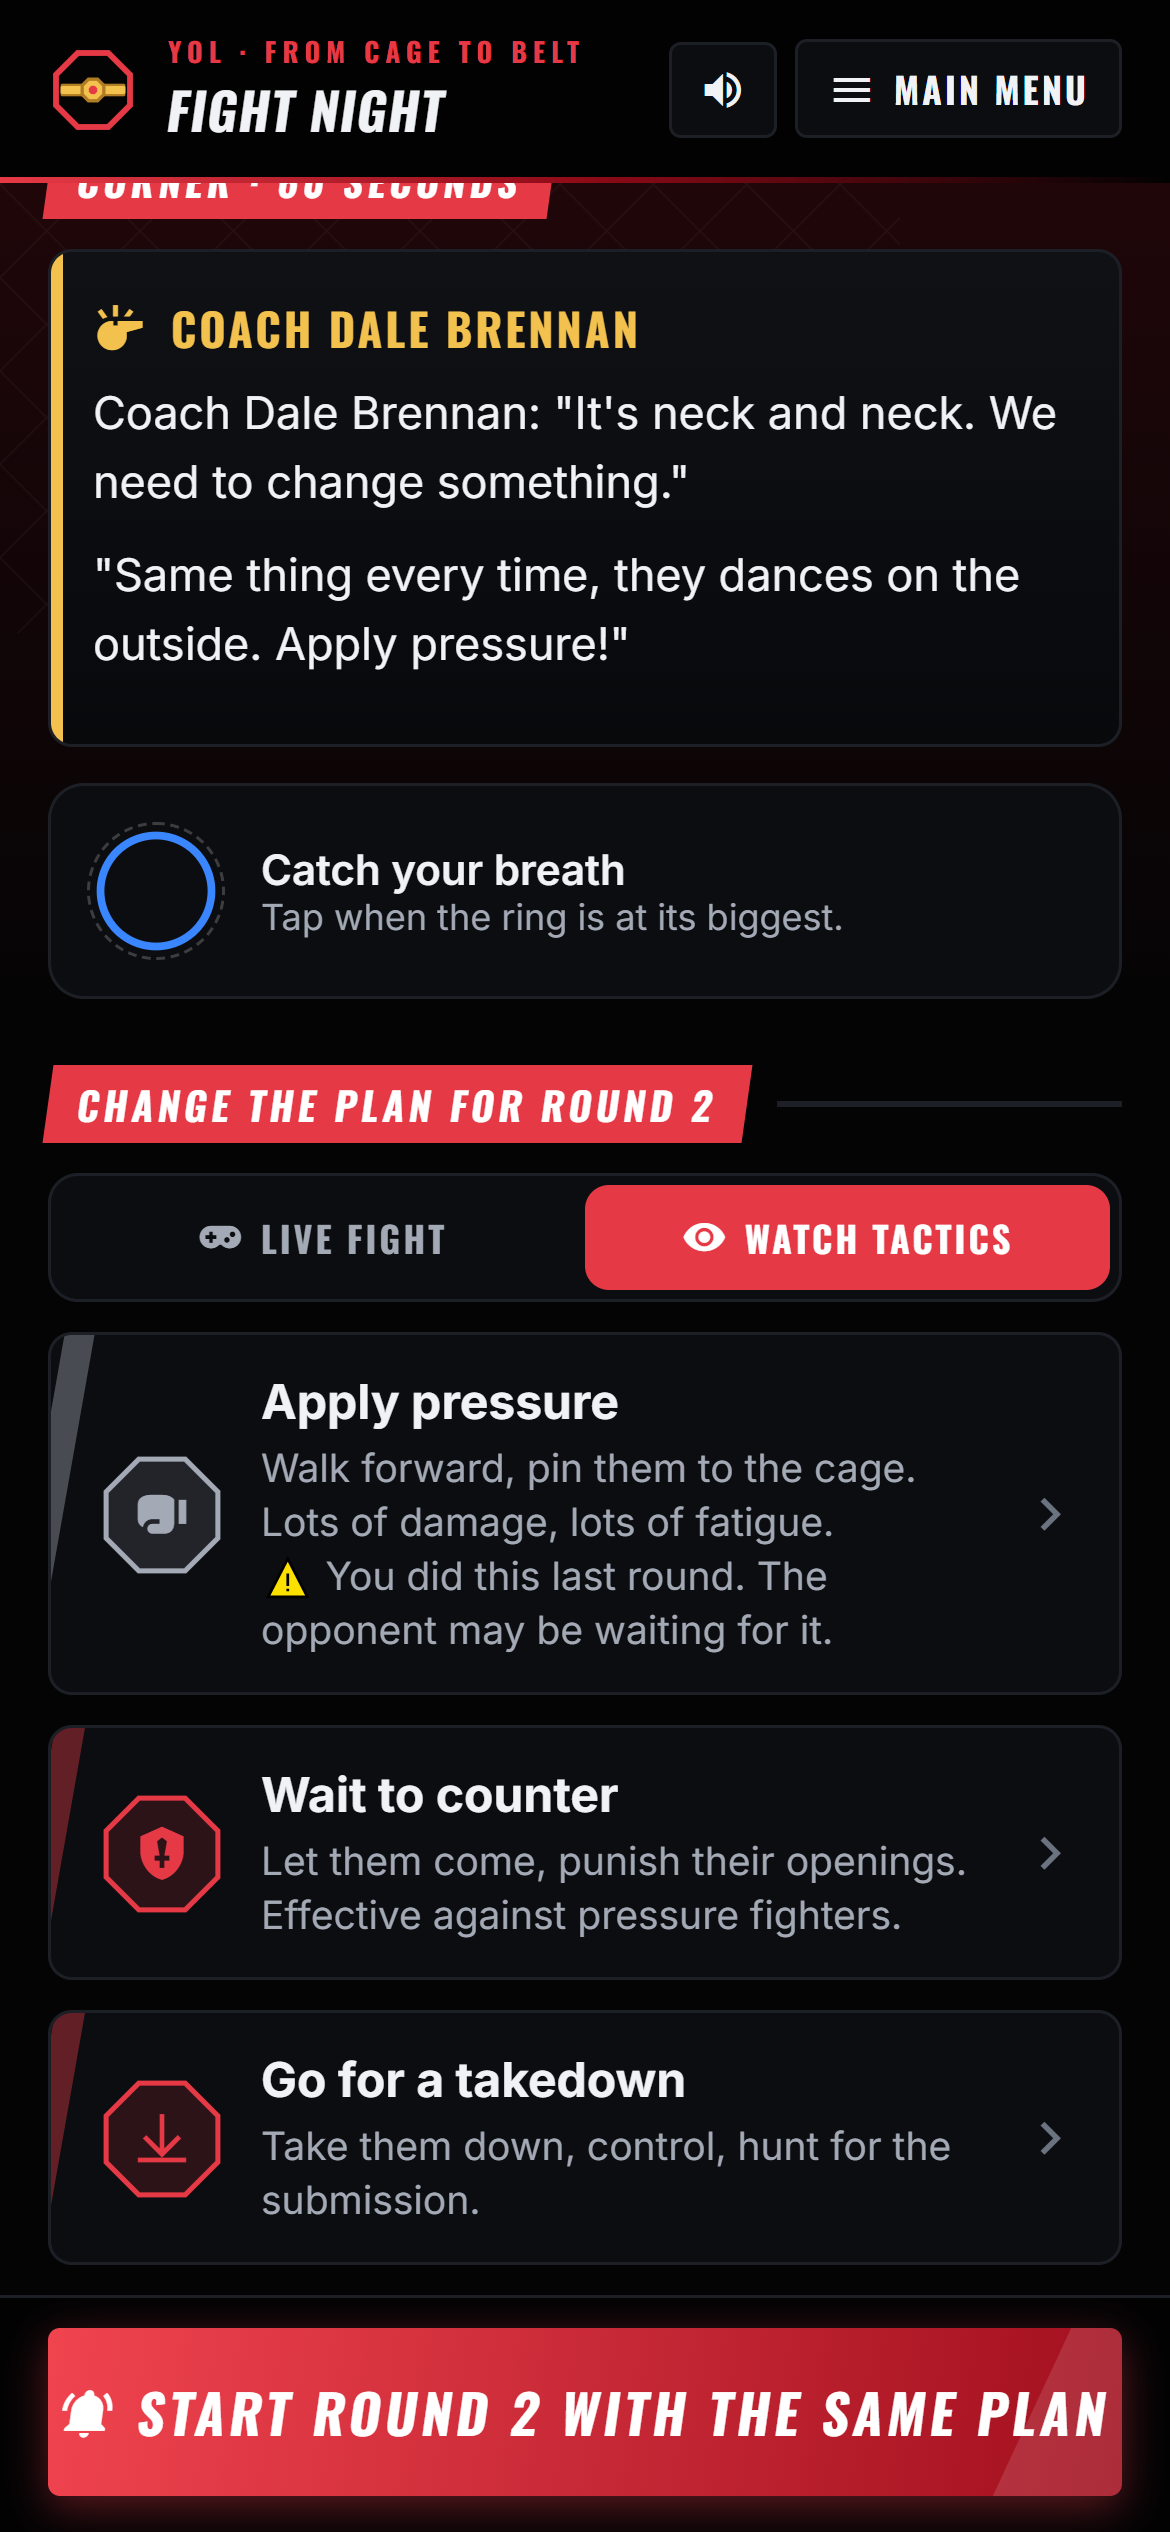 YOL · FROM CAGE TO BELT
FIGHT NIGHT
MAIN MENU
CORNER · 60 SECONDS
COACH DALE BRENNAN
Coach Dale Brennan: "It's neck and neck. We
need to change something."
"Same thing every time, they dances on the
outside. Apply pressure!"
Catch your breath
Tap when the ring is at its biggest.
CHANGE THE PLAN FOR ROUND 2
LIVE FIGHT
WATCH TACTICS
Apply pressure
Walk forward, pin them to the cage.
Lots of damage, lots of fatigue.
⚠️ You did this last round. The
opponent may be waiting for it.
Wait to counter
Let them come, punish their openings.
Effective against pressure fighters.
Go for a takedown
Take them down, control, hunt for the
submission.
START ROUND 2 WITH THE SAME PLAN